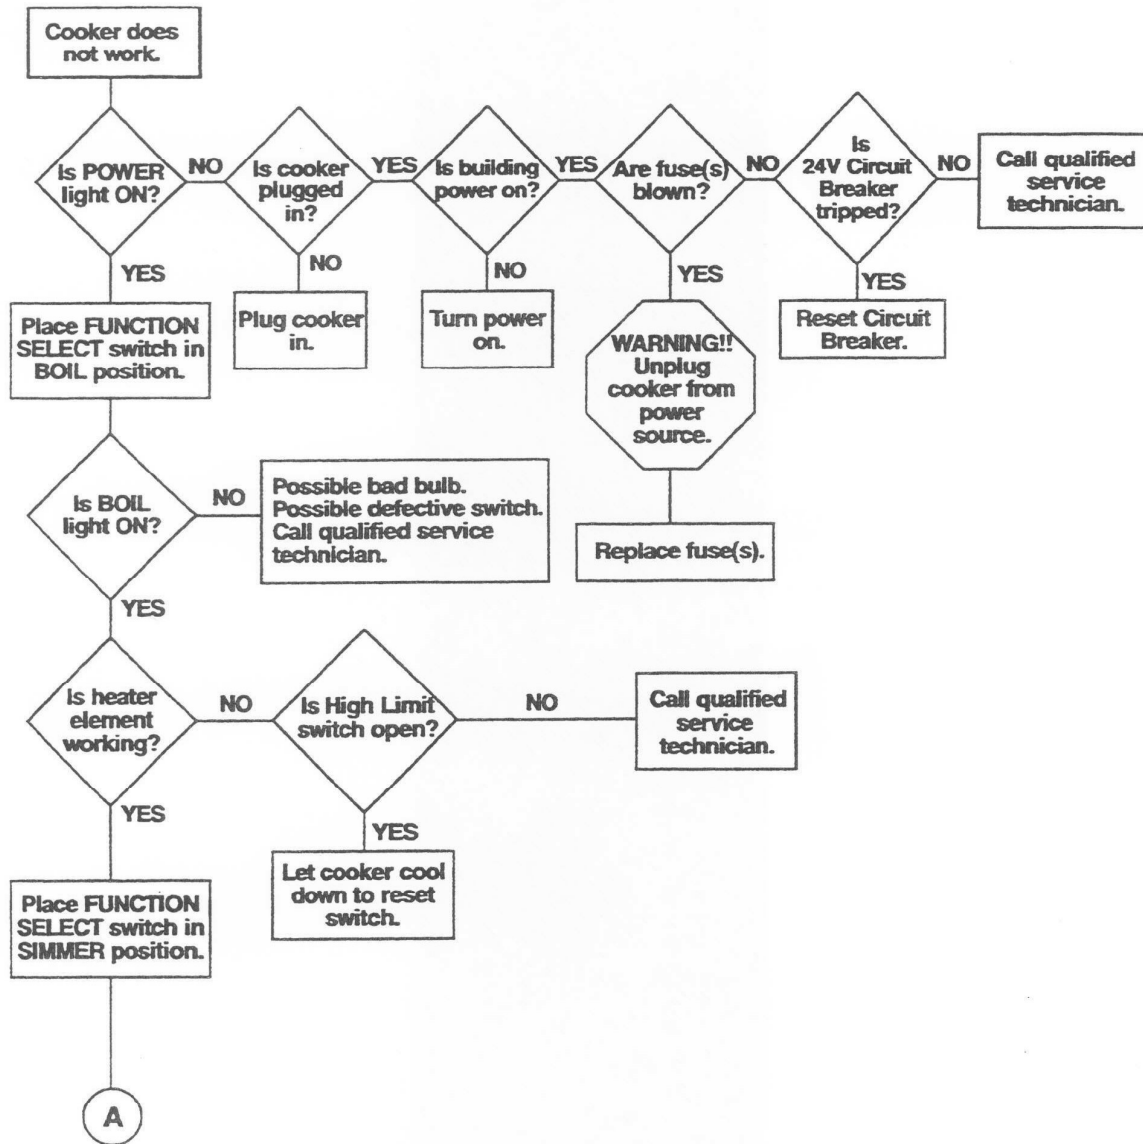 Cooker does
not work.
Is POWER
light ON?
NO
Is cooker
plugged
in?
YES
Is building
power on?
YES
Are fuse(s)
blown?
NO
Is
24V Circuit
Breaker
tripped?
NO
Call qualified
service
technician.
YES
NO
NO
YES
YES
Place FUNCTION
SELECT switch in
BOIL position.
Plug cooker
in.
Turn power
on.
WARNING!!
Unplug
cooker from
power
source.
Reset Circuit
Breaker.
Is BOIL
light ON?
NO
Possible bad bulb.
Possible defective switch.
Call qualified service
technician.
Replace fuse(s).
YES
Is heater
element
working?
NO
Is High Limit
switch open?
NO
Call qualified
service
technician.
YES
YES
Place FUNCTION
SELECT switch in
SIMMER position.
Let cooker cool
down to reset
switch.
A